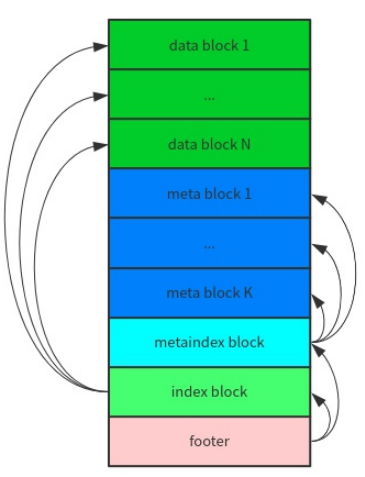 data block 1
...
data block N
meta block 1
...
meta block K
metaindex block
index block
footer